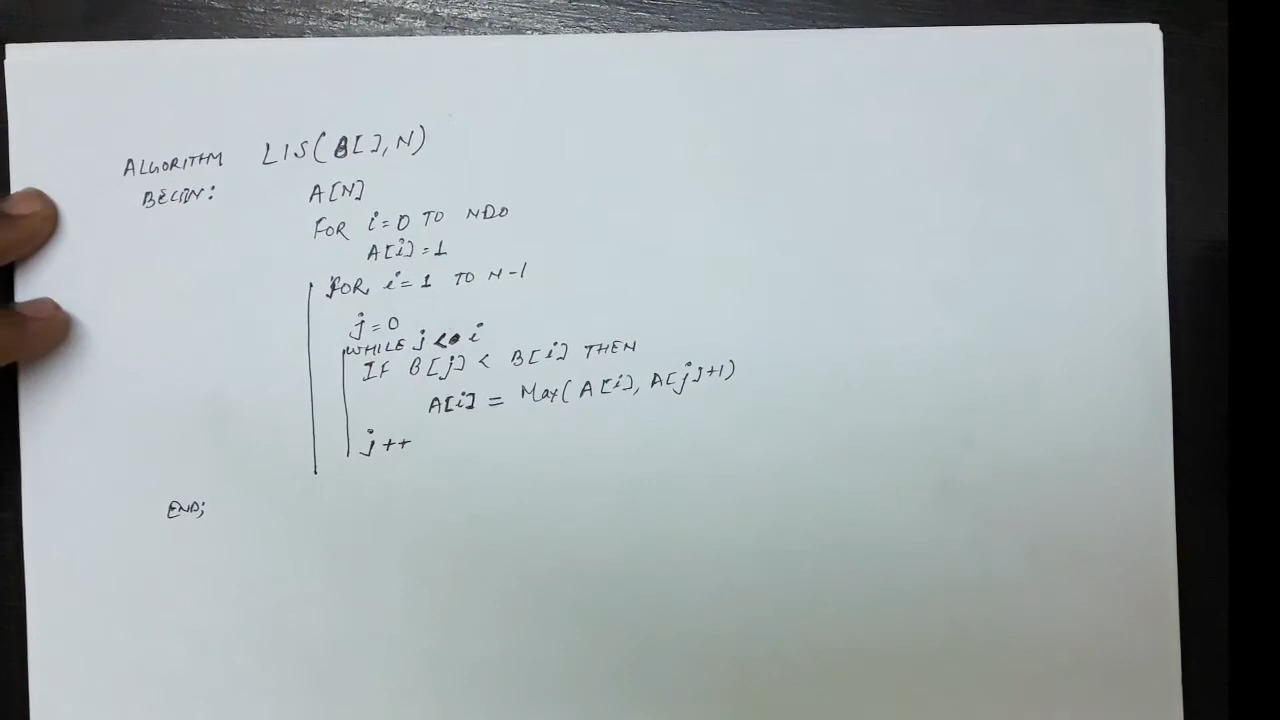 ALGORITHM LIS(B[], N)
BEGIN:
A[N]
FOR i=0 TO N DO
A[i]=1
FOR i=1 TO N-1
j=0
WHILE j < i
IF B[j] < B[i] THEN
A[i] = Max(A[i], A[j]+1)
j++
END;